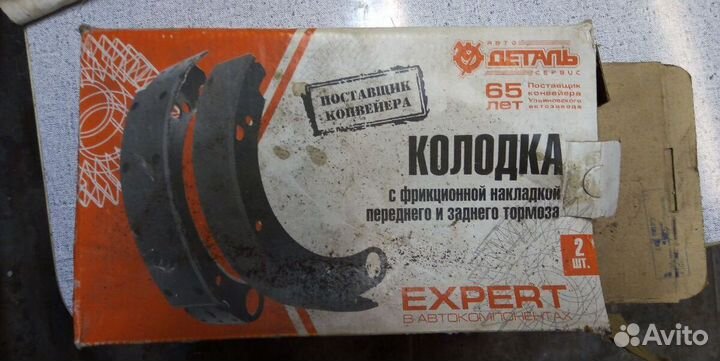 АВТО
ДЕТАЛЬ
СЕРВИС
65 ЛЕТ
Поставщик
конвейера
Ульяновского
автозавода
ПОСТАВЩИК
КОНВЕЙЕРА
КОЛОДКА
с фрикционной накладкой
переднего и заднего тормоза
2
ШТ.
EXPERT
В АВТОКОМПОНЕНТАХ
Avito